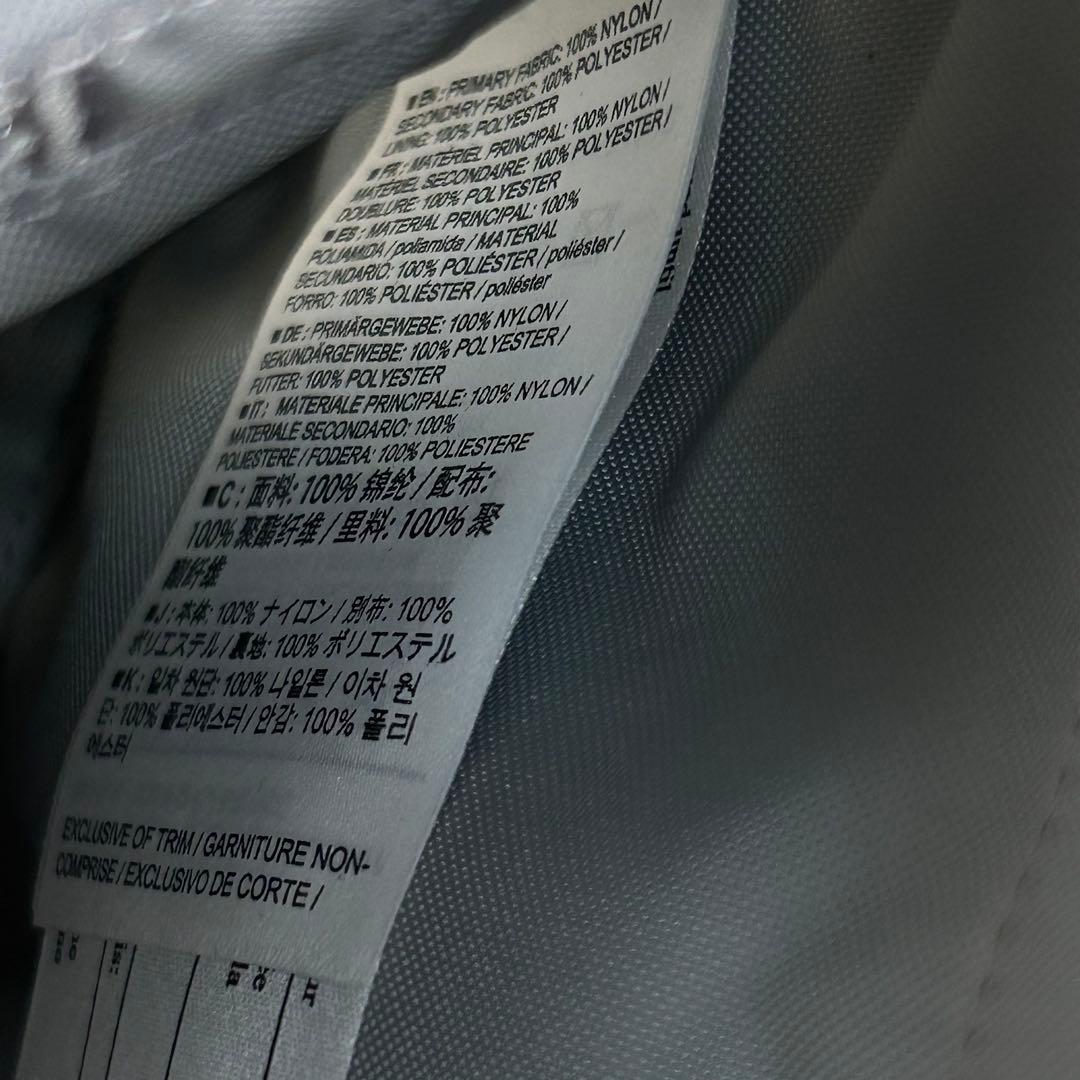 ■ EN : PRIMARY FABRIC: 100% NYLON /
SECONDARY FABRIC: 100% POLYESTER /
LINING: 100% POLYESTER
■ FR : MATÉRIEL PRINCIPAL: 100% NYLON /
MATÉRIEL SECONDAIRE: 100% POLYESTER /
DOUBLURE: 100% POLYESTER
■ ES : MATERIAL PRINCIPAL: 100%
POLIAMIDA / poliamida / MATERIAL
SECUNDARIO: 100% POLIÉSTER / poliéster /
FORRO: 100% POLIÉSTER / poliéster
■ DE : PRIMÄRGEWEBE: 100% NYLON /
SEKUNDÄRGEWEBE: 100% POLYESTER /
FUTTER: 100% POLYESTER
■ IT : MATERIALE PRINCIPALE: 100% NYLON /
MATERIALE SECONDARIO: 100%
POLIESTERE / FODERA: 100% POLIESTERE
■ C : 面料: 100% 锦纶 / 配布:
100% 聚酯纤维 / 里料: 100% 聚
酯纤维
■ J : 本体: 100% ナイロン / 別布: 100%
ポリエステル / 裏地: 100% ポリエステル
■ K : 일차 원단: 100% 나일론 / 이차 원
단: 100% 폴리에스터 / 안감: 100% 폴리
에스터
EXCLUSIVE OF TRIM / GARNITURE NON-
COMPRISE / EXCLUSIVO DE CORTE /